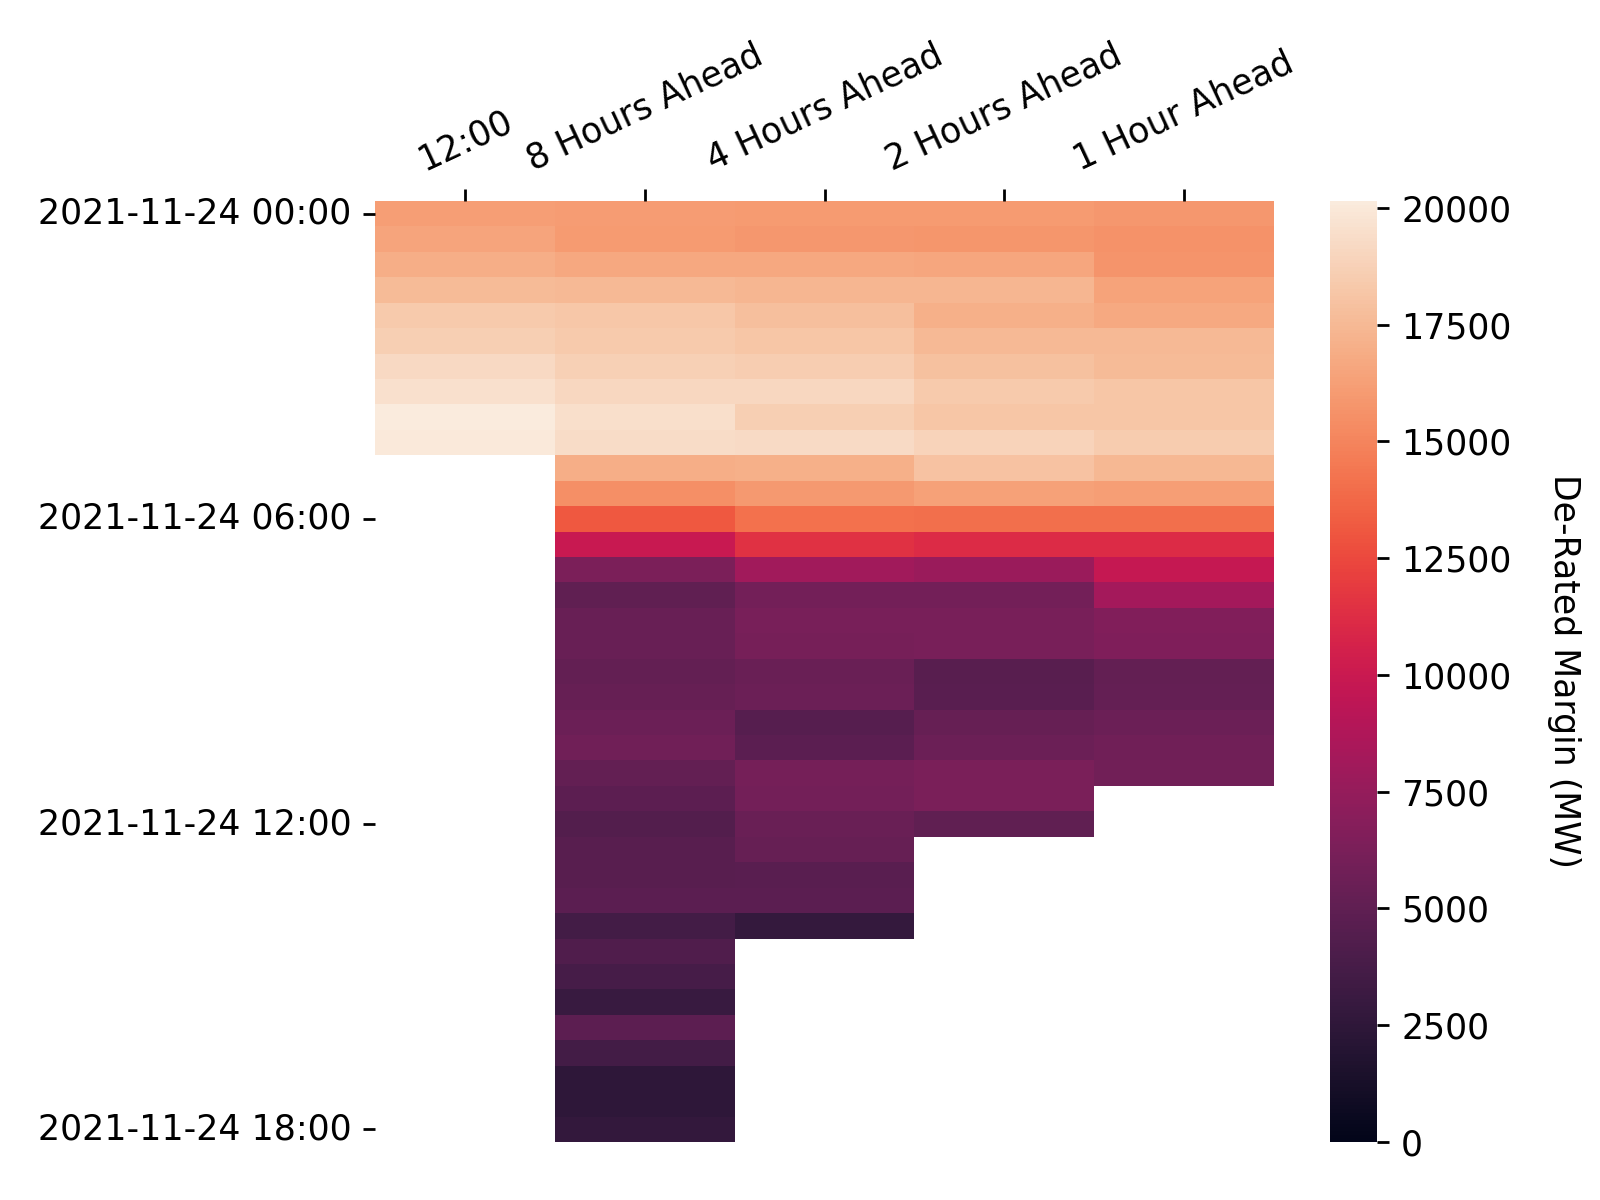 12:00
8 Hours Ahead
4 Hours Ahead
2 Hours Ahead
1 Hour Ahead
2021-11-24 00:00
2021-11-24 06:00
2021-11-24 12:00
2021-11-24 18:00
20000
17500
15000
12500
10000
7500
5000
2500
0
De-Rated Margin (MW)